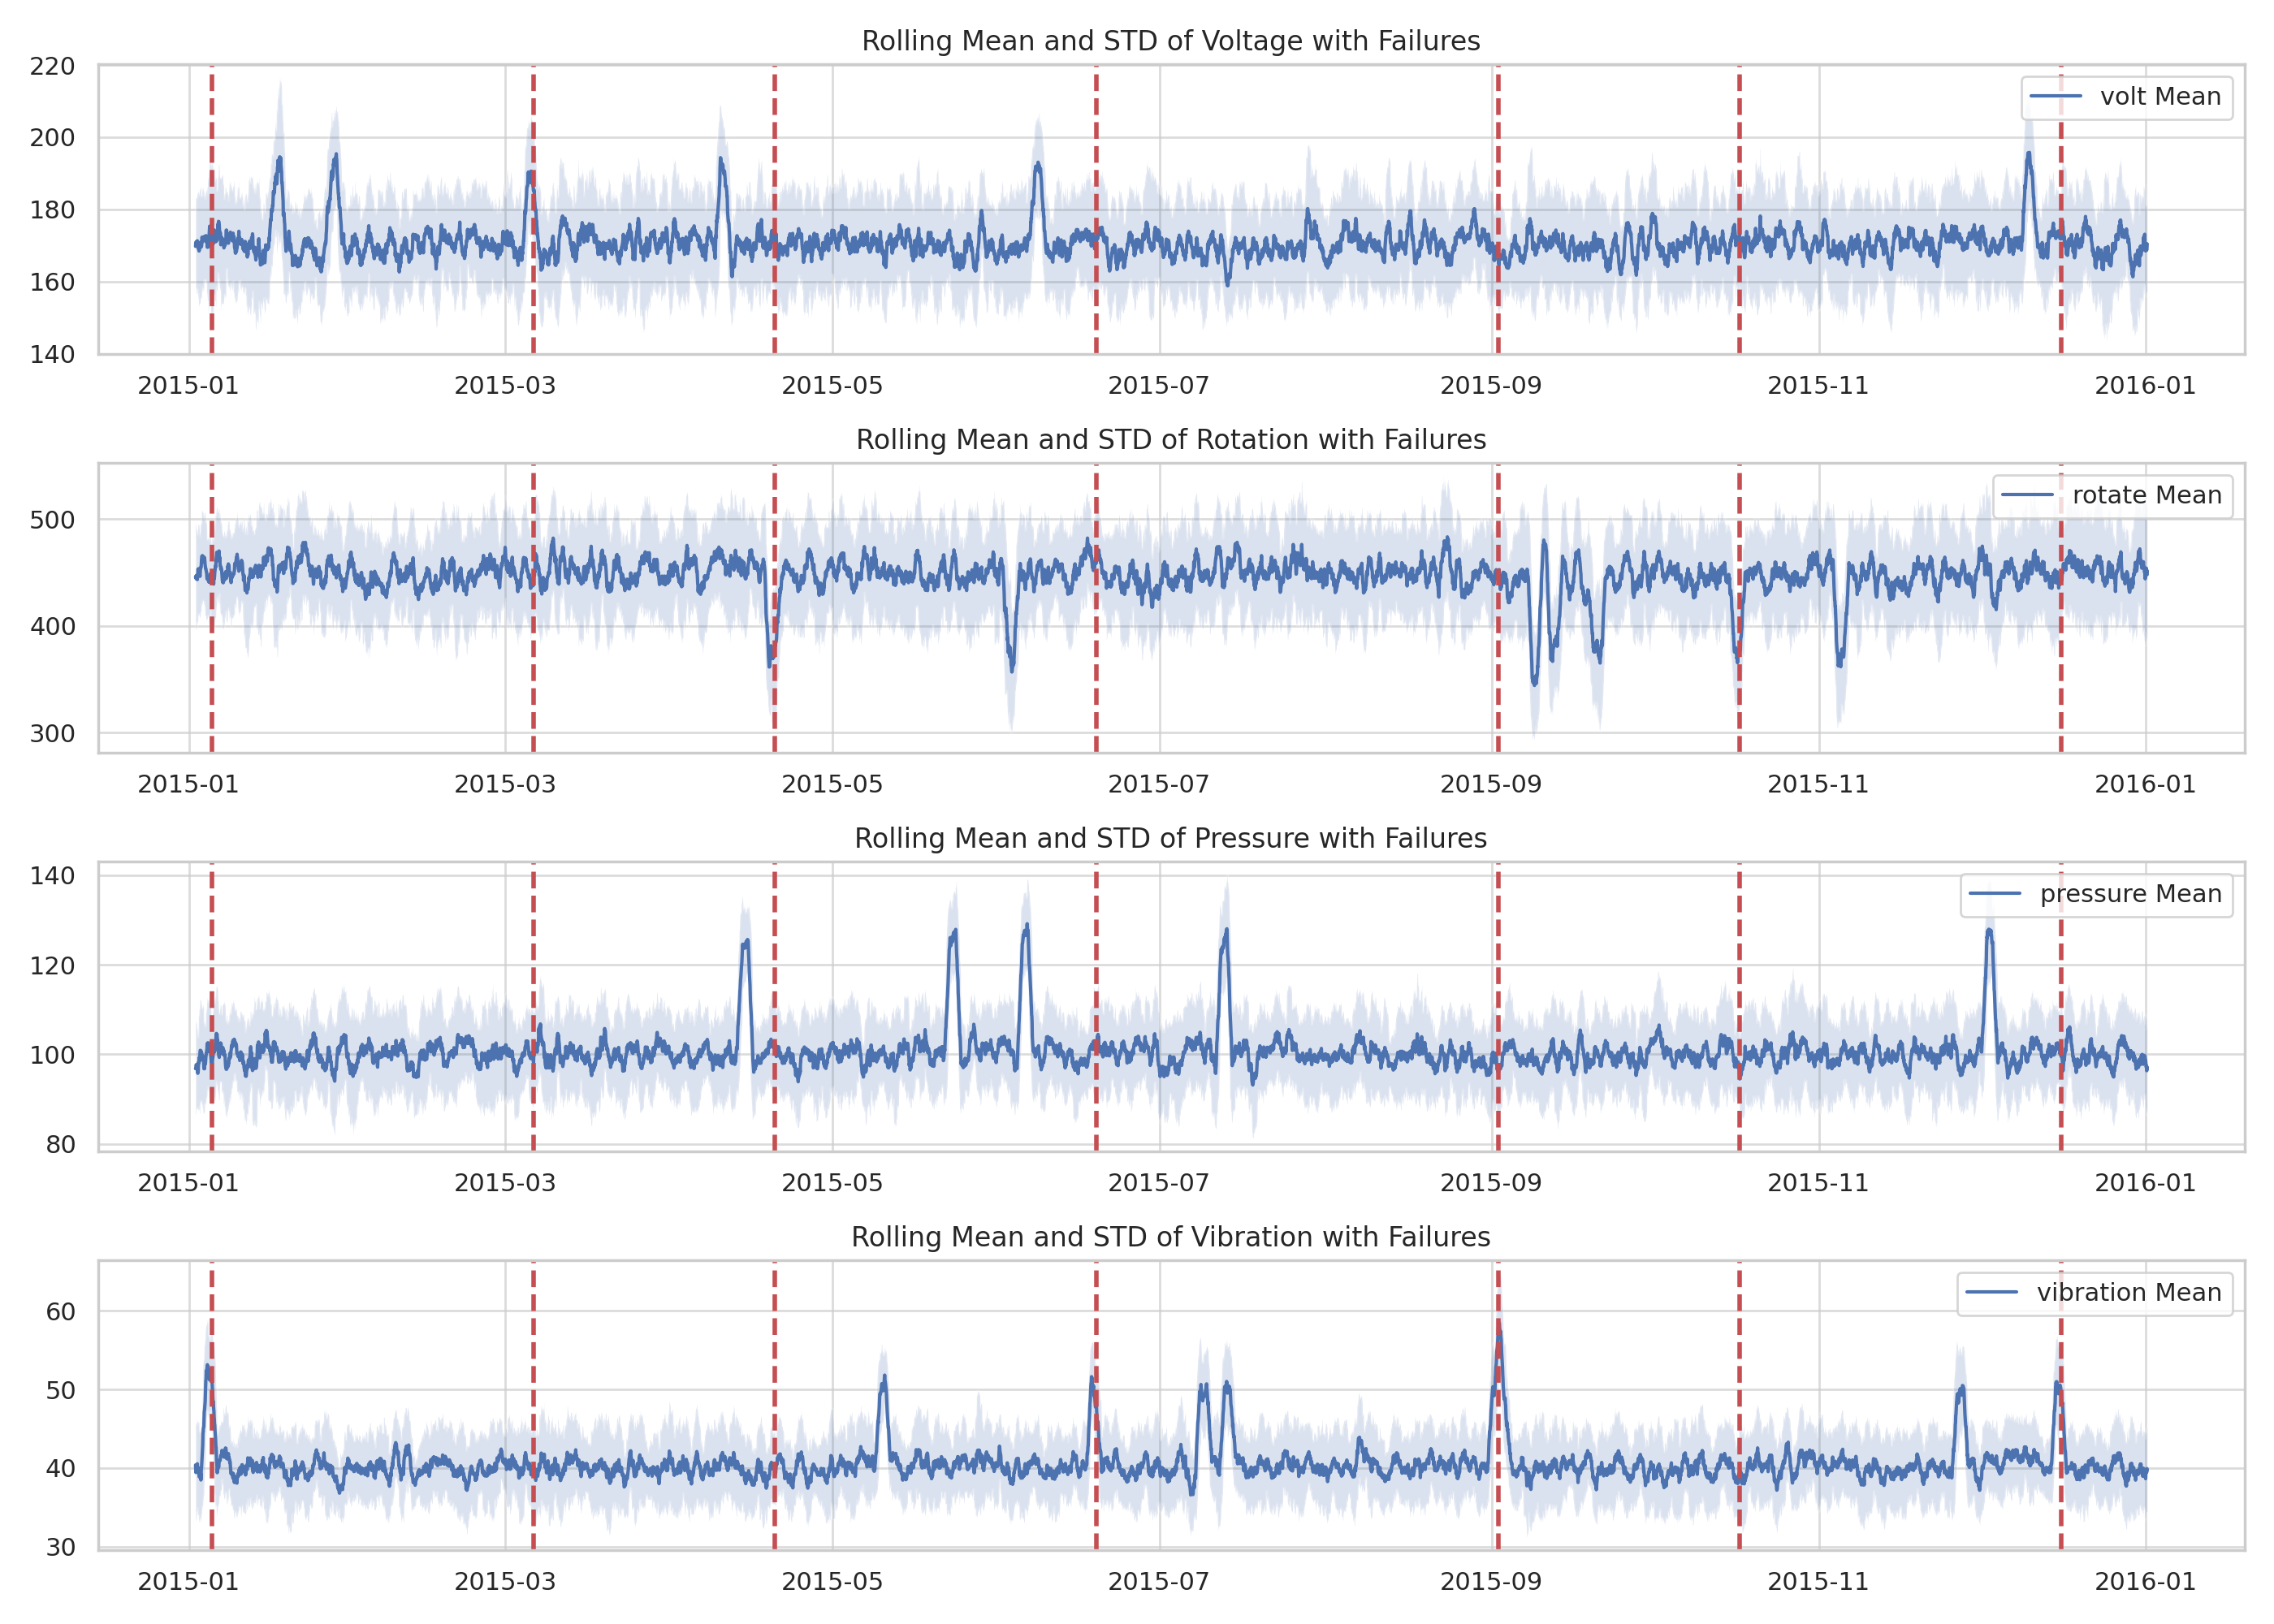 Rolling Mean and STD of Voltage with Failures
220
200
180
160
140
volt Mean
2015-01 2015-03 2015-05 2015-07 2015-09 2015-11 2016-01
Rolling Mean and STD of Rotation with Failures
500
400
300
rotate Mean
2015-01 2015-03 2015-05 2015-07 2015-09 2015-11 2016-01
Rolling Mean and STD of Pressure with Failures
140
120
100
80
pressure Mean
2015-01 2015-03 2015-05 2015-07 2015-09 2015-11 2016-01
Rolling Mean and STD of Vibration with Failures
60
50
40
30
vibration Mean
2015-01 2015-03 2015-05 2015-07 2015-09 2015-11 2016-01